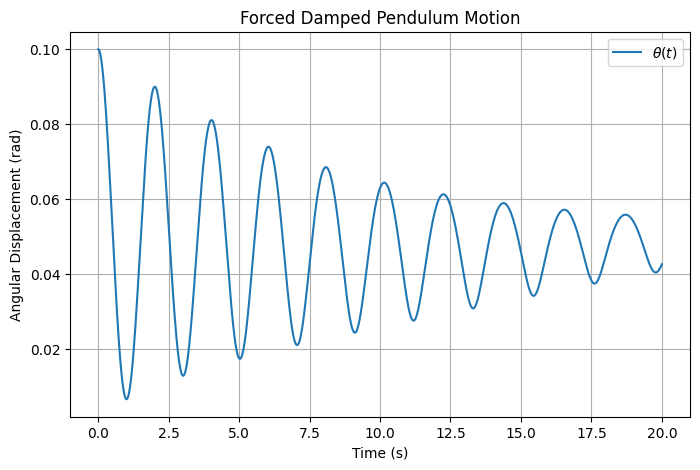 Forced Damped Pendulum Motion
θ(t)
0.10
0.08
0.06
0.04
0.02
Angular Displacement (rad)
0.0 2.5 5.0 7.5 10.0 12.5 15.0 17.5 20.0
Time (s)